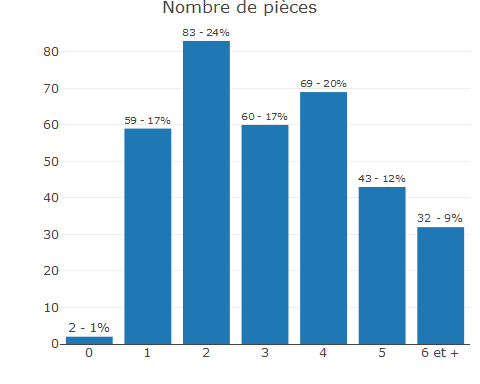 Nombre de pièces
83 - 24%
80
69 - 20%
70
59 - 17%
60 - 17%
60
50
43 - 12%
40
32 - 9%
30
20
10
2 - 1%
0
0 1 2 3 4 5 6 et +